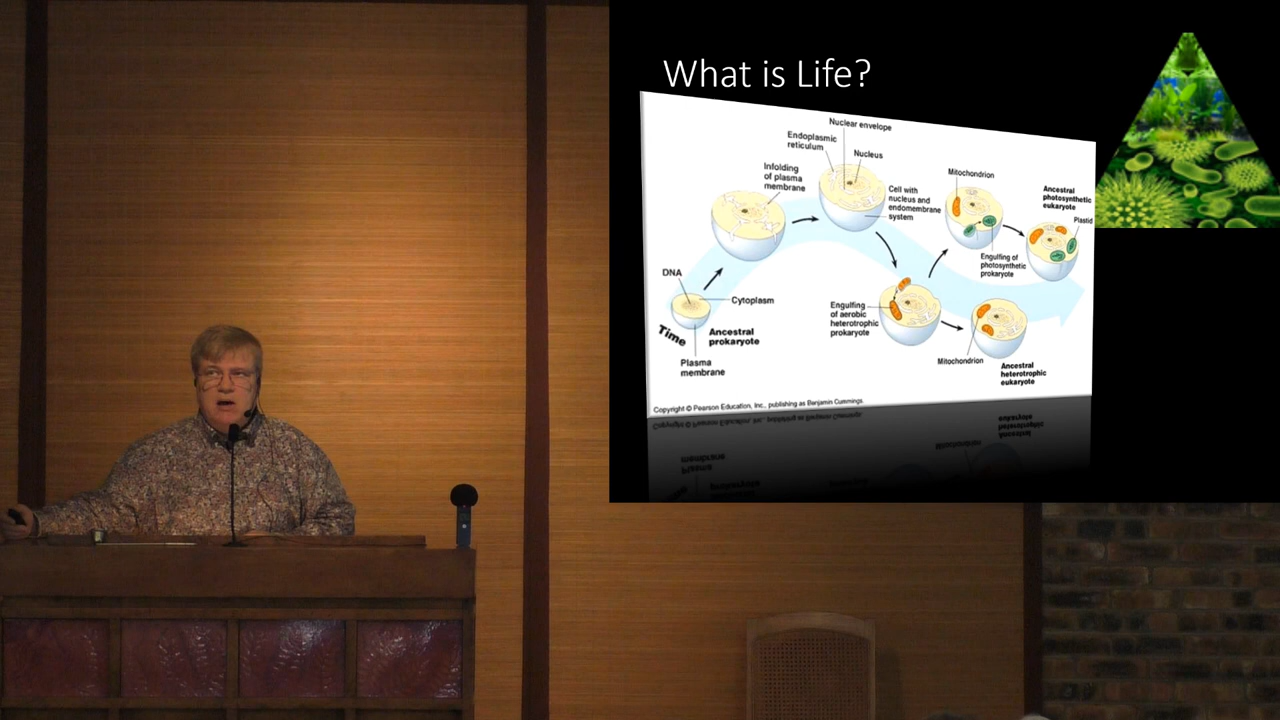 What is Life?
Nuclear envelope
Endoplasmic
reticulum
Nucleus
Infolding
of plasma
membrane
Cell with
nucleus and
endomembrane
system
Mitochondrion
Ancestral
photosynthetic
eukaryote
Plastid
Engulfing of
photosynthetic
prokaryote
DNA
Cytoplasm
Time
Ancestral
prokaryote
Plasma
membrane
Engulfing
of aerobic
heterotrophic
prokaryote
Mitochondrion
Ancestral
heterotrophic
eukaryote
Copyright © Pearson Education, Inc., publishing as Benjamin Cummings.